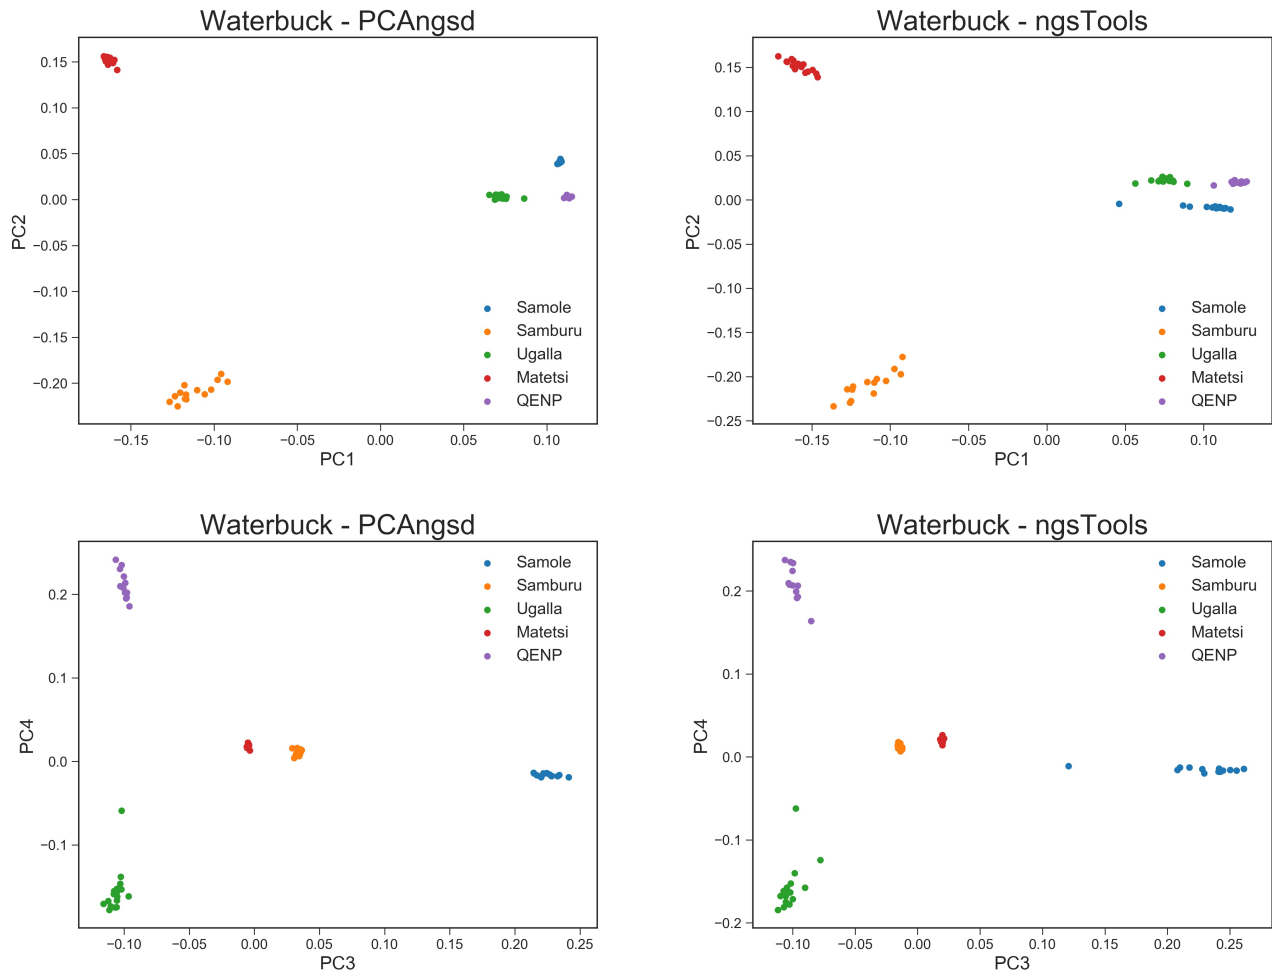 Waterbuck - PCAngsd
0.15
0.10
0.05
0.00
−0.05
−0.10
−0.15
−0.20
PC2
−0.15
−0.10
−0.05
0.00
0.05
0.10
PC1
Samole
Samburu
Ugalla
Matetsi
QENP
Waterbuck - ngsTools
0.15
0.10
0.05
0.00
−0.05
−0.10
−0.15
−0.20
−0.25
PC2
−0.15
−0.10
−0.05
0.00
0.05
0.10
PC1
Samole
Samburu
Ugalla
Matetsi
QENP
Waterbuck - PCAngsd
0.2
0.1
0.0
−0.1
PC4
−0.10
−0.05
0.00
0.05
0.10
0.15
0.20
0.25
PC3
Samole
Samburu
Ugalla
Matetsi
QENP
Waterbuck - ngsTools
0.2
0.1
0.0
−0.1
−0.2
PC4
−0.10
−0.05
0.00
0.05
0.10
0.15
0.20
0.25
PC3
Samole
Samburu
Ugalla
Matetsi
QENP